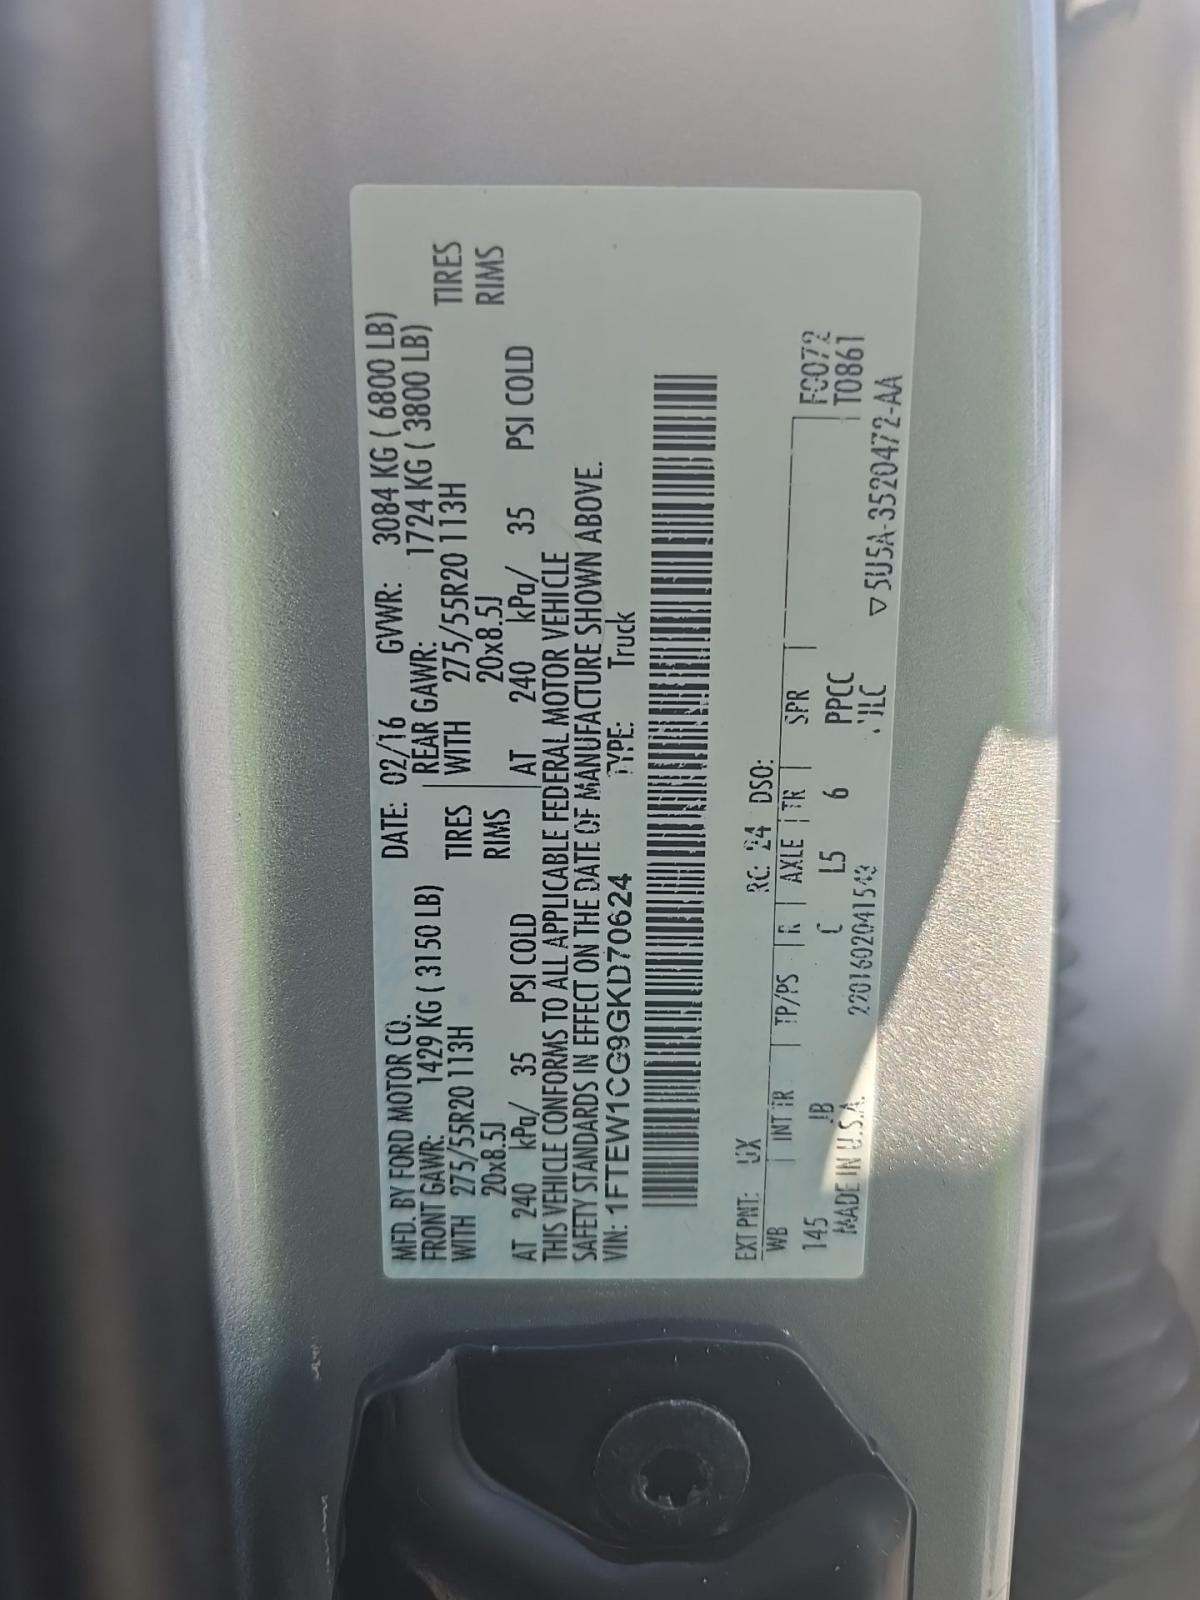 MFD. BY FORD MOTOR CO. DATE: 02/16 GVWR: 3084 KG ( 6800 LB)
FRONT GAWR: 1429 KG ( 3150 LB) REAR GAWR: 1724 KG ( 3800 LB)
WITH 275/55R20 113H TIRES WITH 275/55R20 113H TIRES
20x8.5J RIMS 20x8.5J RIMS
AT 240 kPa/ 35 PSI COLD AT 240 kPa/ 35 PSI COLD
THIS VEHICLE CONFORMS TO ALL APPLICABLE FEDERAL MOTOR VEHICLE
SAFETY STANDARDS IN EFFECT ON THE DATE OF MANUFACTURE SHOWN ABOVE.
VIN: 1FTEW1CG9GKD70624 TYPE: Truck
EXT PNT: UX RC: 24 DSO:
WB INT TR TP/PS R AXLE TR SPR F0072
145 C L5 6 PPCC T0861
MADE IN U.S.A. 5U5A-3520472-AA